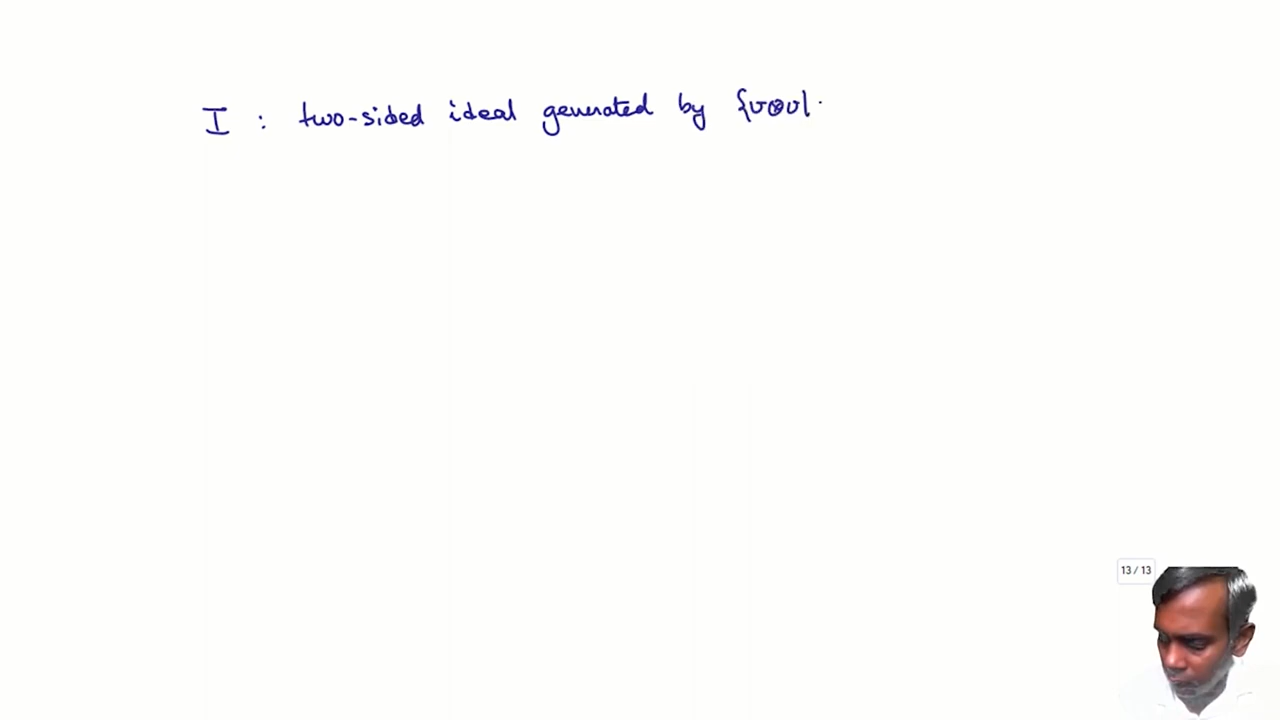 I : two-sided ideal generated by {v⊗v|
13 / 13